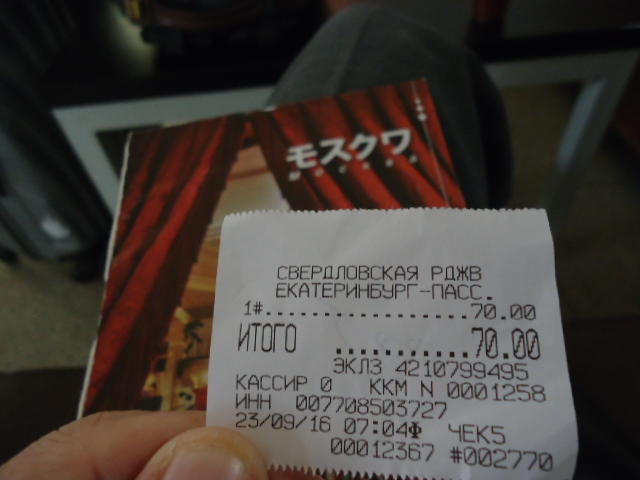 モスクワ
СВЕРДЛОВСКАЯ РДЖВ
ЕКАТЕРИНБУРГ-ПАСС.
1#..................70.00
ИТОГО ...........70.00
ЭКЛЗ 4210799495
КАССИР 0 ККМ N 0001258
ИНН 007708503727
23/09/16 07:04Ф ЧЕК5
00012367 #002770